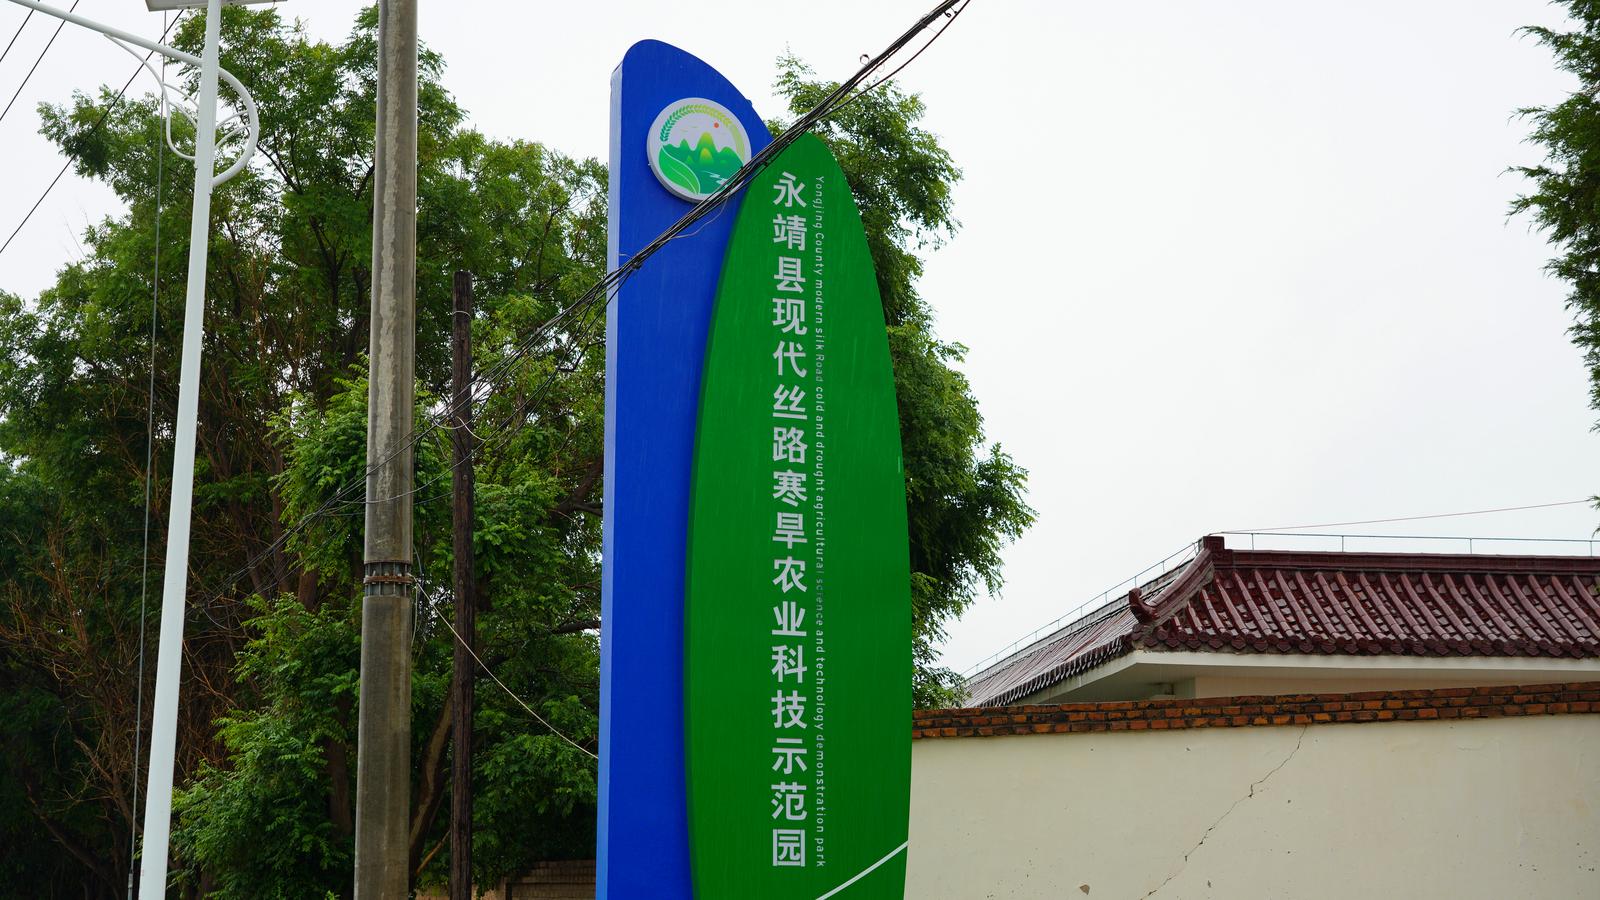 永靖县现代丝路寒旱农业科技示范园
Yongjing County modern silk Road cold and drought agricultural science and technology demonstration park